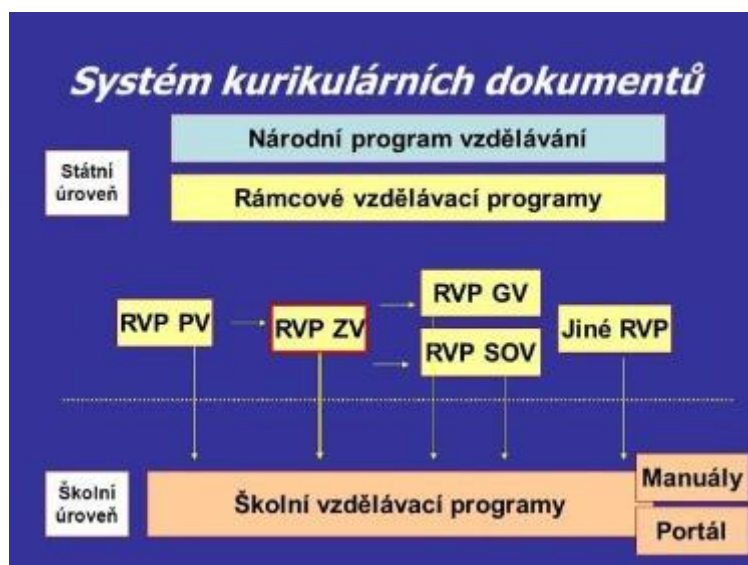 Systém kurikulárních dokumentů
Národní program vzdělávání
Státní
úroveň
Rámcové vzdělávací programy
RVP PV
RVP ZV
RVP GV
RVP SOV
Jiné RVP
Školní
úroveň
Školní vzdělávací programy
Manuály
Portál